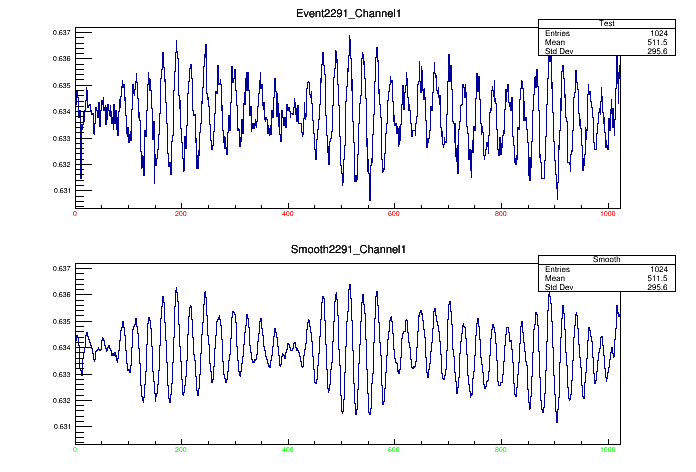 Event2291_Channel1
Test
Entries 1024
Mean 511.5
Std Dev 295.6
0.637
0.636
0.635
0.634
0.633
0.632
0.631
0 200 400 600 800 1000
Smooth2291_Channel1
Smooth
Entries 1024
Mean 511.5
Std Dev 295.6
0.637
0.636
0.635
0.634
0.633
0.632
0.631
0 200 400 600 800 1000